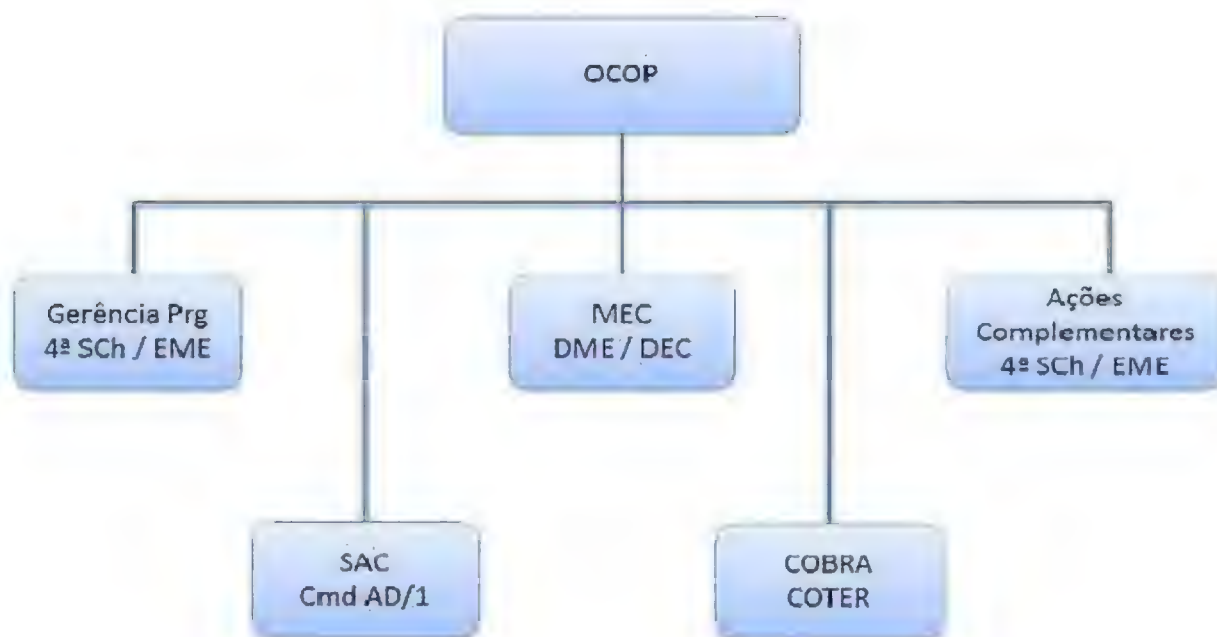 OCOP
Gerência Prg
4ª SCh / EME
MEC
DME / DEC
Ações
Complementares
4ª SCh / EME
SAC
Cmd AD/1
COBRA
COTER